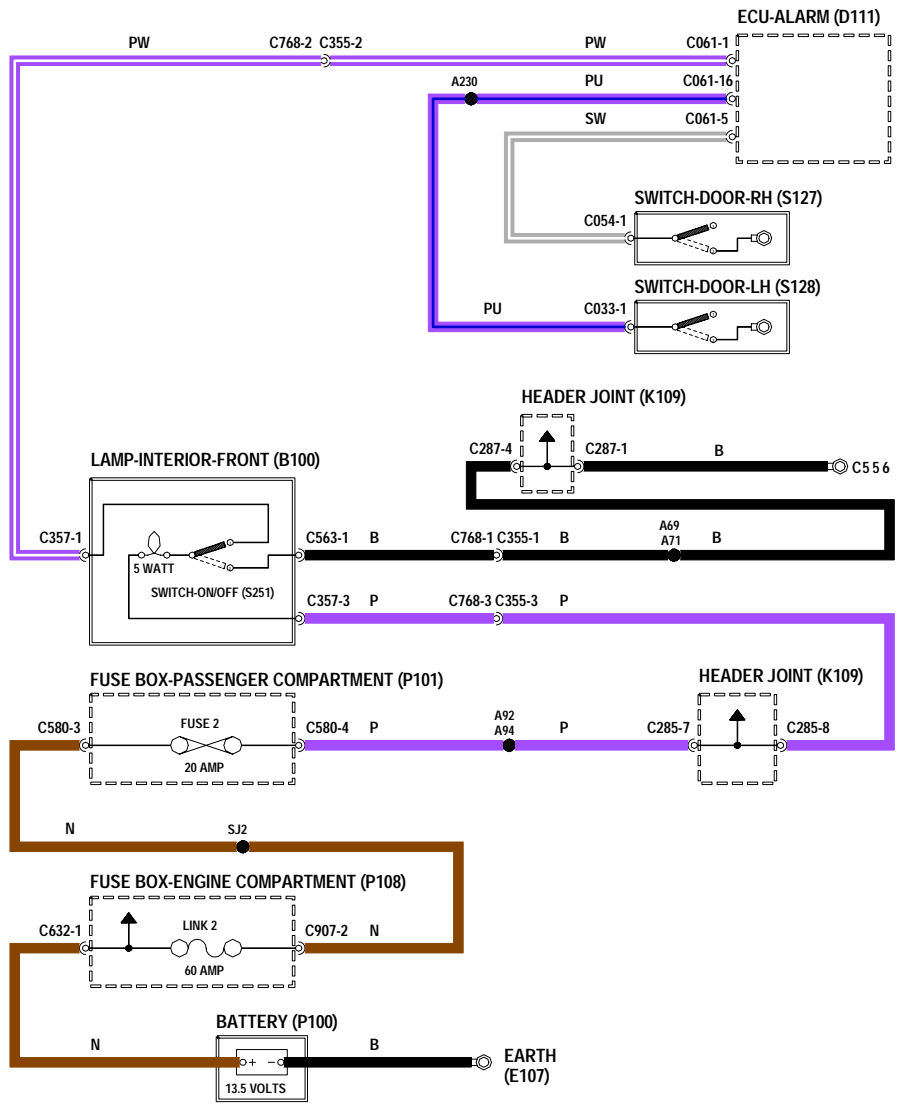 ECU-ALARM (D111)
PW C768-2 C355-2 PW C061-1
A230 PU C061-16
SW C061-5
SWITCH-DOOR-RH (S127)
C054-1
SWITCH-DOOR-LH (S128)
PU C033-1
HEADER JOINT (K109)
C287-4 C287-1 B
C556
LAMP-INTERIOR-FRONT (B100)
C357-1 C563-1 B C768-1 C355-1 B A69 B
A71
5 WATT
SWITCH-ON/OFF (S251)
C357-3 P C768-3 C355-3 P
FUSE BOX-PASSENGER COMPARTMENT (P101)
HEADER JOINT (K109)
C580-3 FUSE 2 C580-4 P A92 P C285-7 C285-8
A94
20 AMP
N SJ2
FUSE BOX-ENGINE COMPARTMENT (P108)
C632-1 LINK 2 C907-2 N
60 AMP
BATTERY (P100)
N B
+ −
EARTH
(E107)
13.5 VOLTS